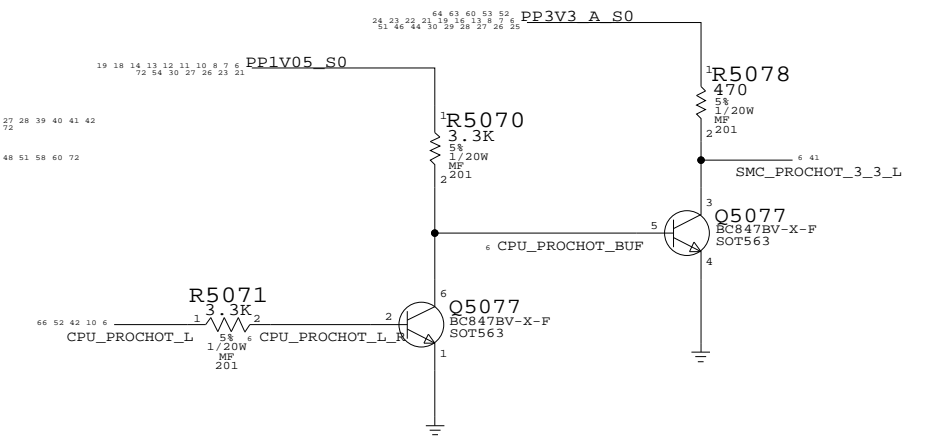 64 63 60 53 52
24 23 22 21 19 16 13 8 7 6
51 46 44 30 29 28 27 26 25
PP3V3_A_S0
19 18 14 13 12 11 10 8 7 6
72 54 30 27 26 23 21
PP1V05_S0
1
R5078
470
5%
1/20W
MF
201
2
27 28 39 40 41 42
72
1
R5070
3.3K
5%
1/20W
MF
201
2
48 51 58 60 72
6 41
SMC_PROCHOT_3_3_L
3
Q5077
BC847BV-X-F
SOT563
5
4
6 CPU_PROCHOT_BUF
R5071
3.3K
1
2
5%
1/20W
MF
201
66 52 42 10 6
CPU_PROCHOT_L
6 CPU_PROCHOT_L_R
6
2
Q5077
BC847BV-X-F
SOT563
1